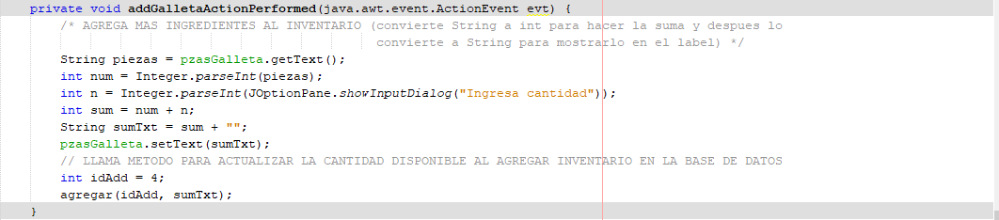 private void addGalletaActionPerformed(java.awt.event.ActionEvent evt) {
/* AGREGA MAS INGREDIENTES AL INVENTARIO (convierte String a int para hacer la suma y despues lo
convierte a String para mostrarlo en el label) */
String piezas = pzasGalleta.getText();
int num = Integer.parseInt(piezas);
int n = Integer.parseInt(JOptionPane.showInputDialog("Ingresa cantidad"));
int sum = num + n;
String sumTxt = sum + "";
pzasGalleta.setText(sumTxt);
// LLAMA METODO PARA ACTUALIZAR LA CANTIDAD DISPONIBLE AL AGREGAR INVENTARIO EN LA BASE DE DATOS
int idAdd = 4;
agregar(idAdd, sumTxt);
}